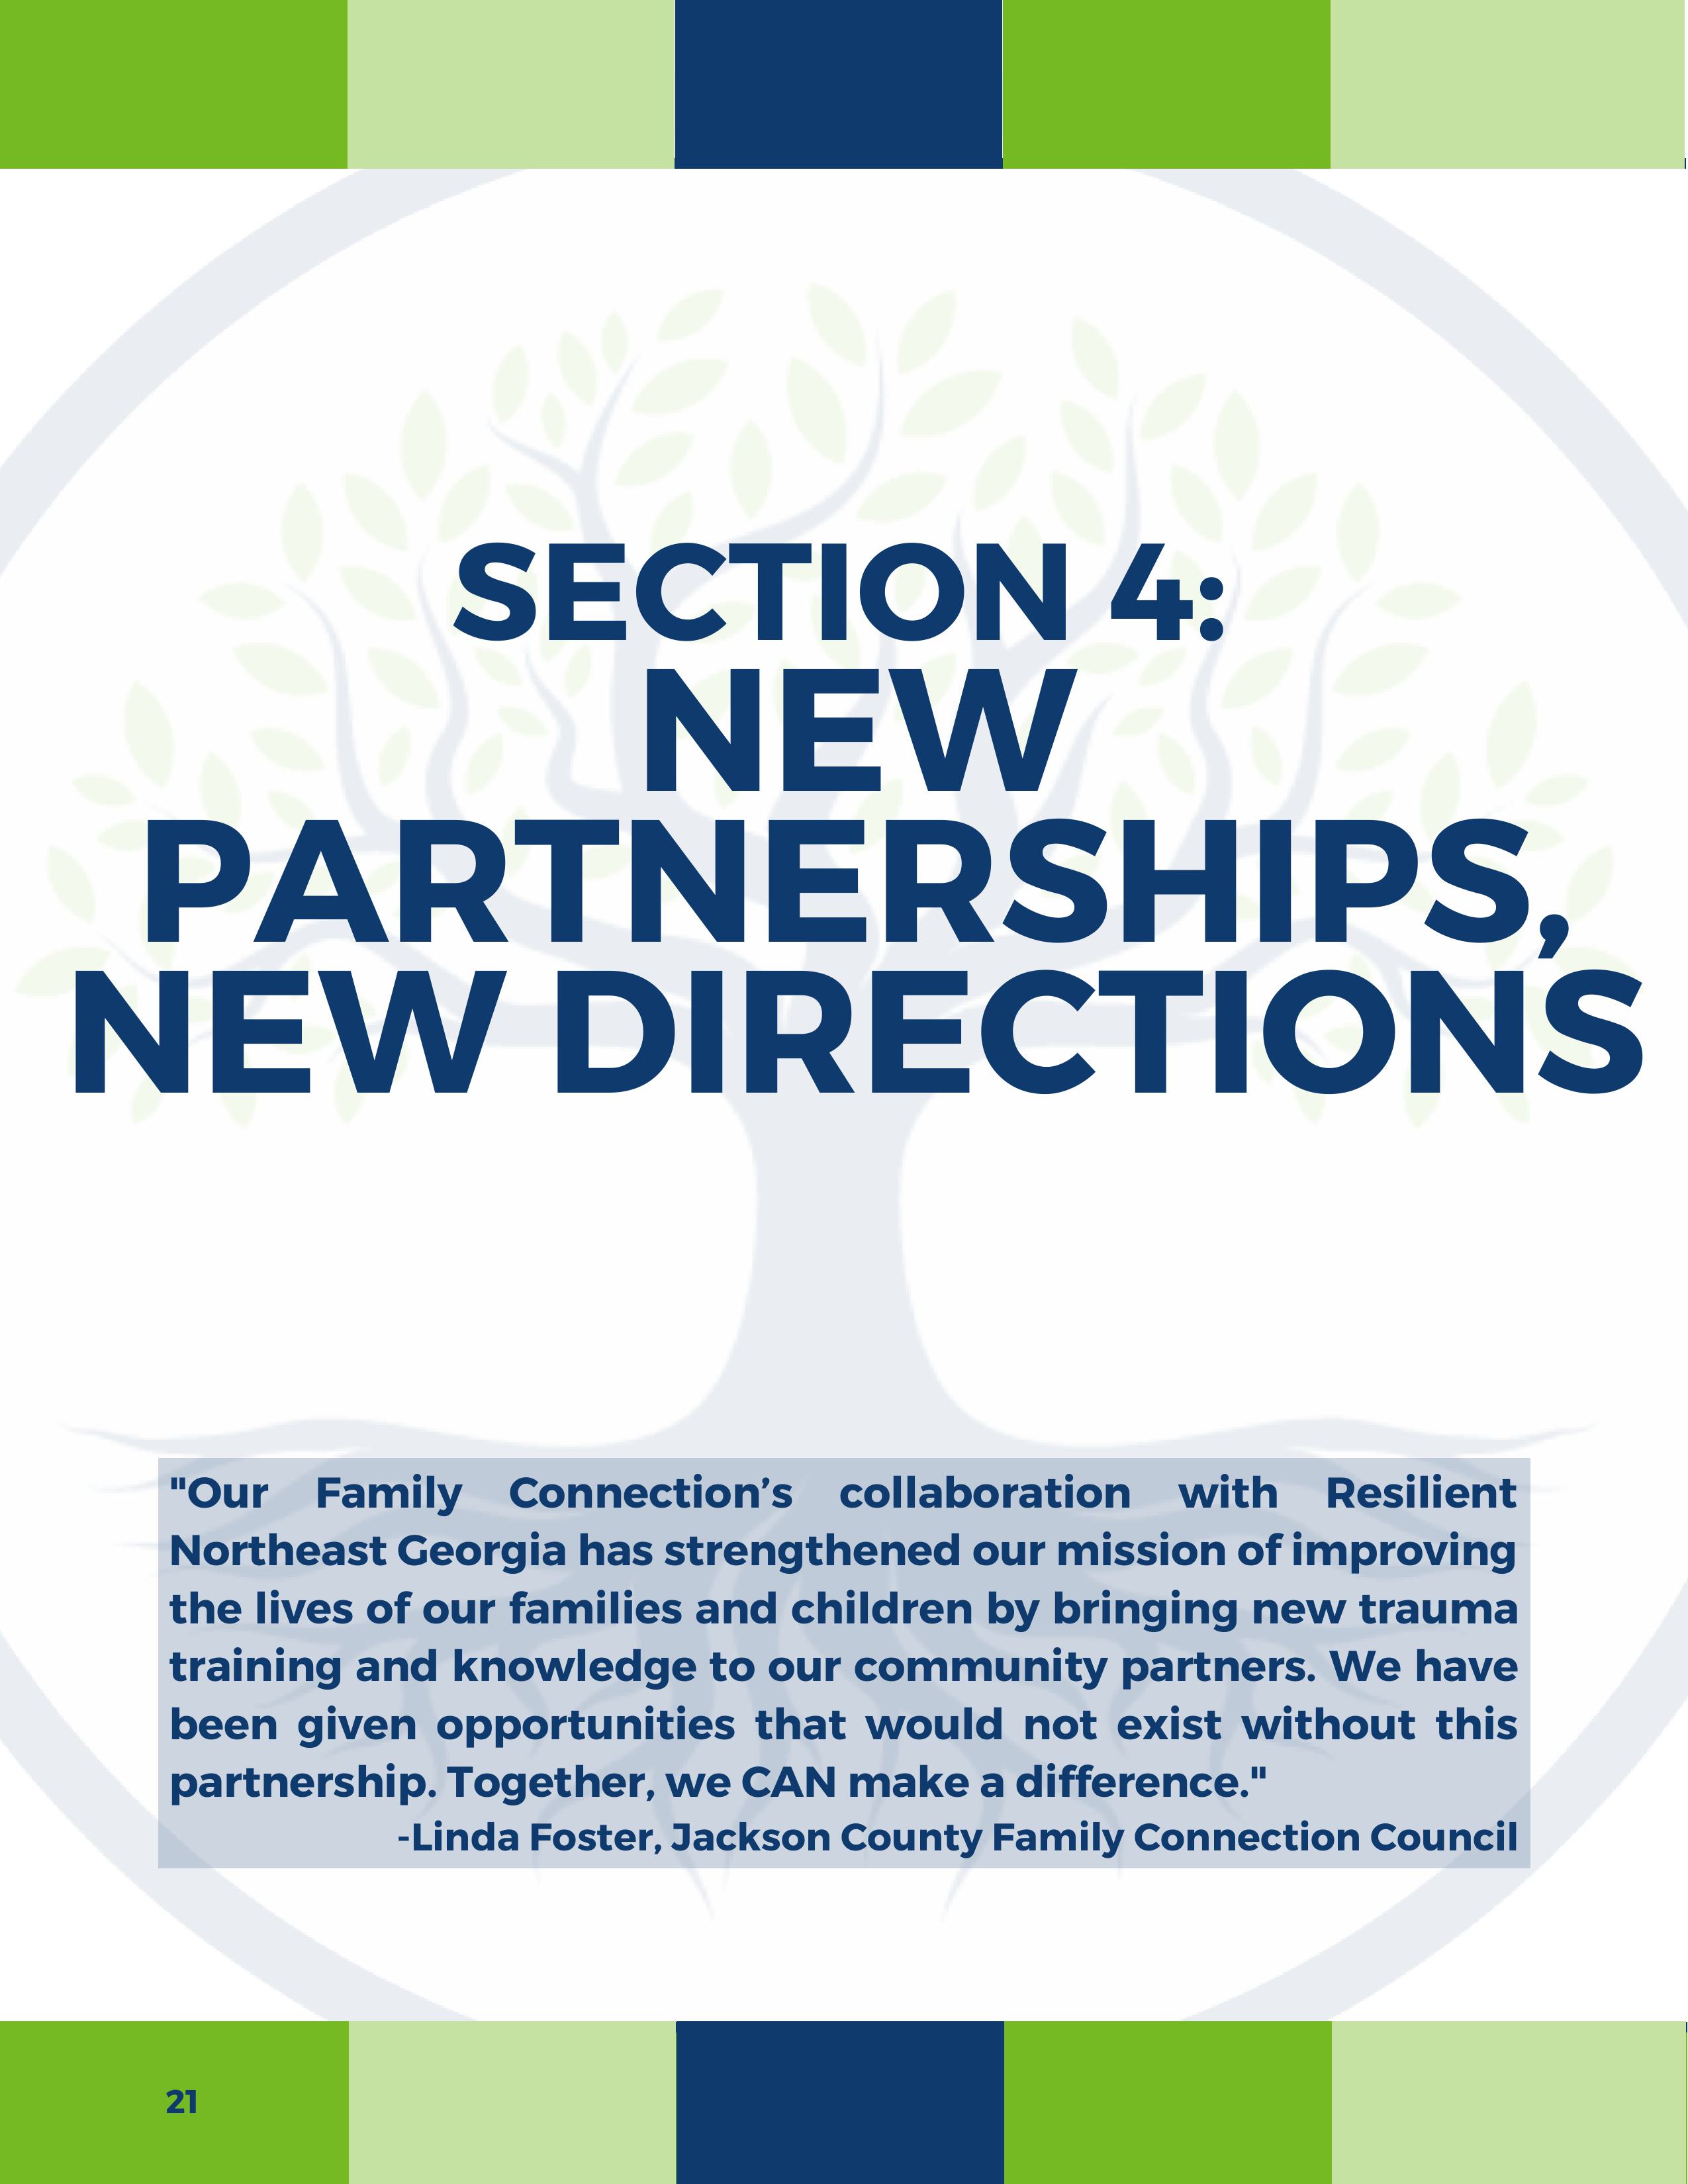 SECTION 4:
NEW
PARTNERSHIPS,
NEW DIRECTIONS
"Our Family Connection’s collaboration with Resilient
Northeast Georgia has strengthened our mission of improving
the lives of our families and children by bringing new trauma
training and knowledge to our community partners. We have
been given opportunities that would not exist without this
partnership. Together, we CAN make a difference."
-Linda Foster, Jackson County Family Connection Council
21